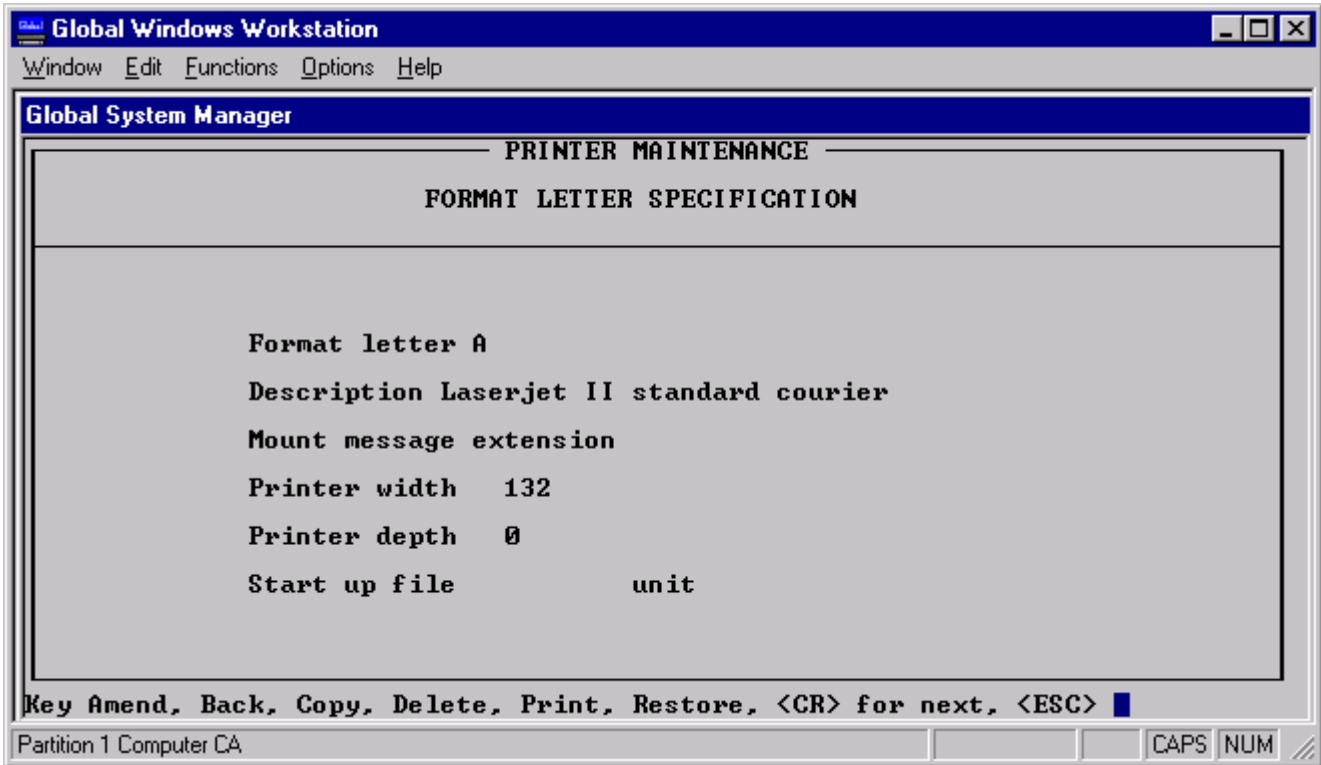 Global Windows Workstation
Window Edit Functions Options Help
Global System Manager
PRINTER MAINTENANCE
FORMAT LETTER SPECIFICATION
Format letter A
Description Laserjet II standard courier
Mount message extension
Printer width 132
Printer depth 0
Start up file unit
Key Amend, Back, Copy, Delete, Print, Restore, <CR> for next, <ESC>
Partition 1 Computer CA CAPS NUM